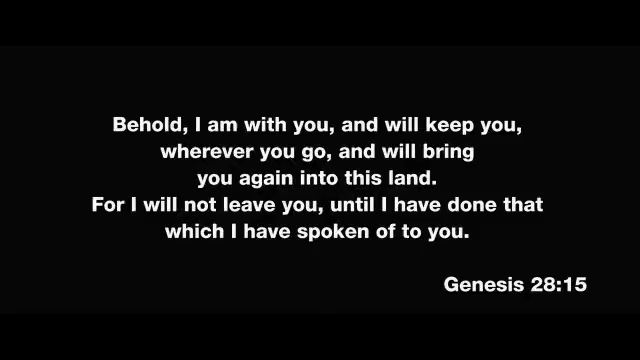 Behold, I am with you, and will keep you,
wherever you go, and will bring
you again into this land.
For I will not leave you, until I have done that
which I have spoken of to you.
Genesis 28:15